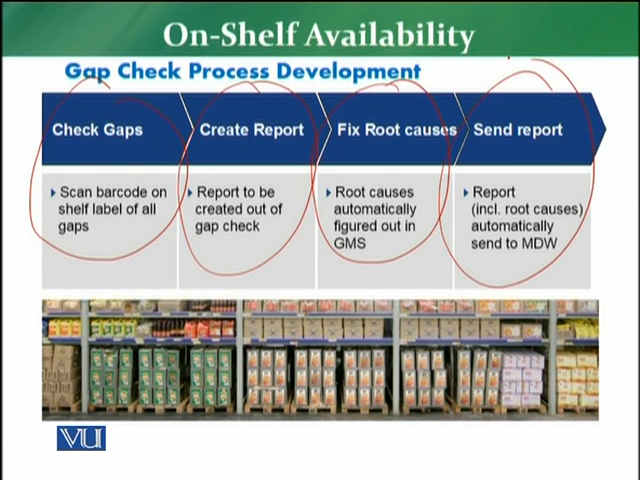 On-Shelf Availability
Gap Check Process Development
Check Gaps
Create Report
Fix Root causes
Send report
Scan barcode on
shelf label of all
gaps
Report to be
created out of
gap check
Root causes
automatically
figured out in
GMS
Report
(incl. root causes)
automatically
send to MDW
VU